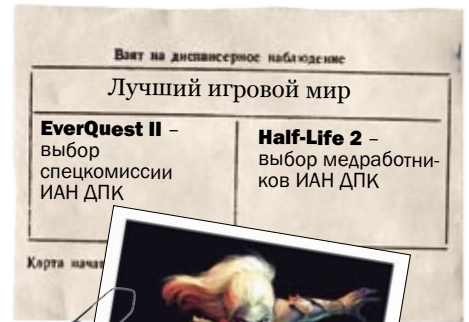 Взят на диспансерное наблюдение
Лучший игровой мир
EverQuest II –
выбор
спецкомиссии
ИАН ДПК
Half-Life 2 –
выбор медработни-
ков ИАН ДПК
Карта